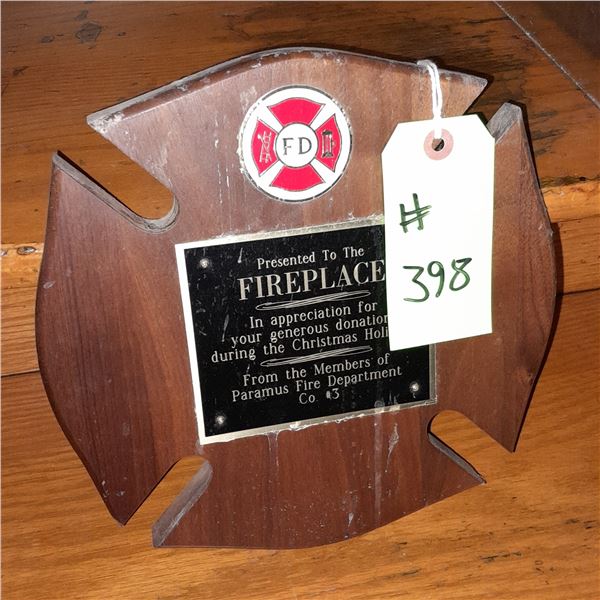 FD
Presented To The
FIREPLACE
In appreciation for
your generous donation
during the Christmas Holi
From the Members of
Paramus Fire Department
Co #3
#
398